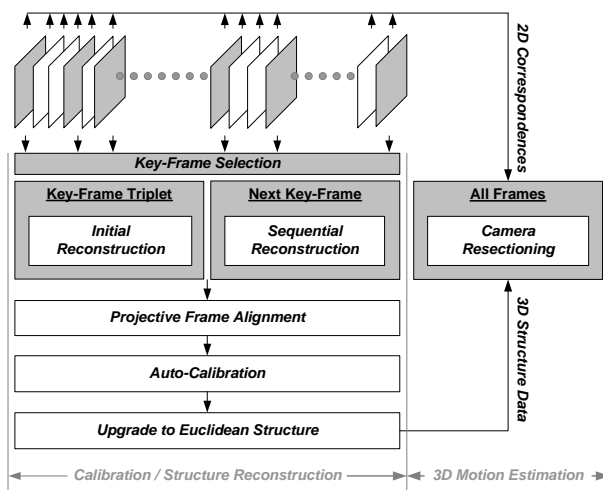 2D Correspondences
Key-Frame Selection
Key-Frame Triplet
Next Key-Frame
All Frames
Initial
Reconstruction
Sequential
Reconstruction
Camera
Resectioning
Projective Frame Alignment
Auto-Calibration
Upgrade to Euclidean Structure
3D Structure Data
Calibration / Structure Reconstruction
3D Motion Estimation